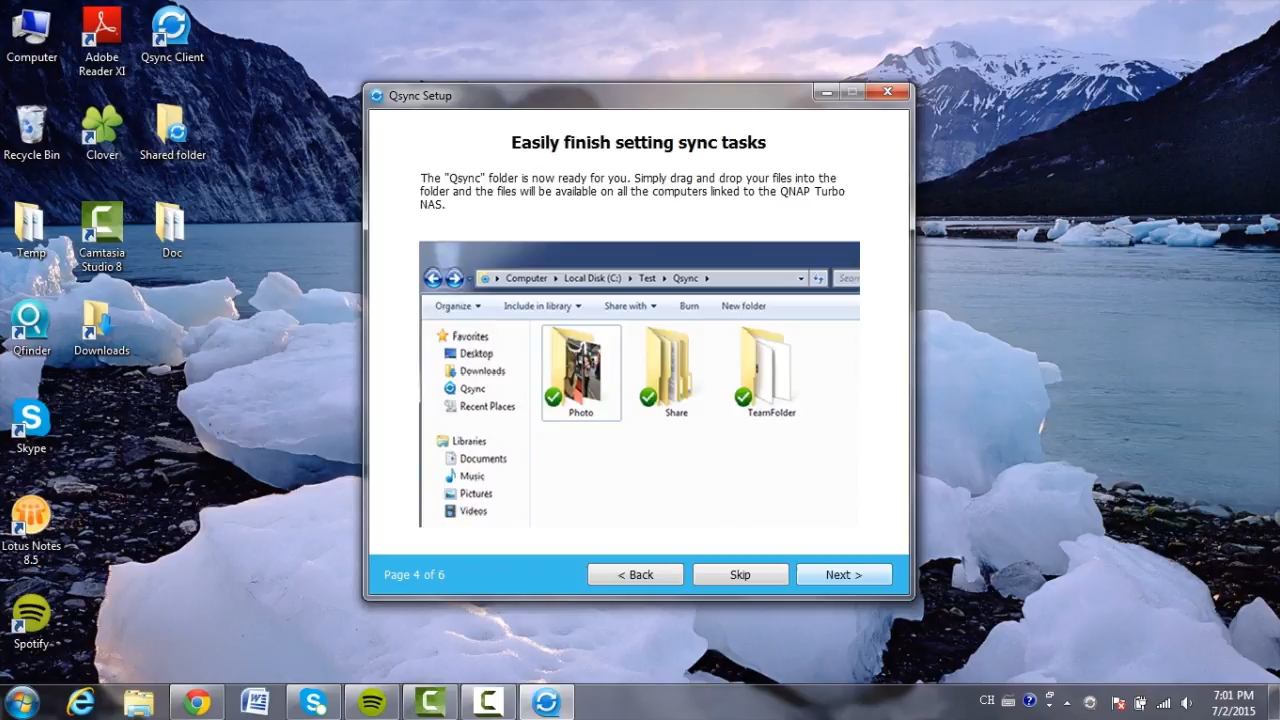 Computer
Adobe
Reader XI
Qsync Client
Recycle Bin
Clover
Shared folder
Temp
Camtasia
Studio 8
Doc
Qfinder
Downloads
Skype
Lotus Notes
8.5
Spotify
Qsync Setup
Easily finish setting sync tasks
The "Qsync" folder is now ready for you. Simply drag and drop your files into the
folder and the files will be available on all the computers linked to the QNAP Turbo
NAS.
Computer Local Disk (C:) Test Qsync
Organize Include in library Share with Burn New folder
Favorites
Desktop
Downloads
Qsync
Recent Places
Libraries
Documents
Music
Pictures
Videos
Photo
Share
TeamFolder
Page 4 of 6
< Back
Skip
Next >
CH
7:01 PM
7/2/2015